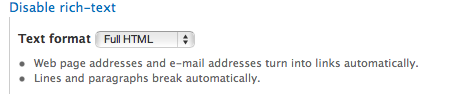 Disable rich-text
Text format Full HTML
Web page addresses and e-mail addresses turn into links automatically.
Lines and paragraphs break automatically.